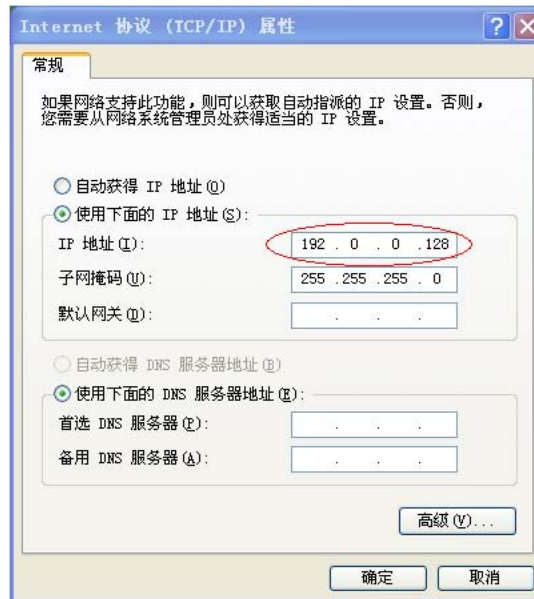 Internet 协议 (TCP/IP) 属性
常规
如果网络支持此功能，则可以获取自动指派的 IP 设置。否则，
您需要从网络系统管理员处获得适当的 IP 设置。
自动获得 IP 地址(O)
使用下面的 IP 地址(S):
IP 地址(I): 192 . 0 . 0 .128
子网掩码(U): 255 .255 .255 . 0
默认网关(D): . . .
自动获得 DNS 服务器地址(B)
使用下面的 DNS 服务器地址(E):
首选 DNS 服务器(P): . . .
备用 DNS 服务器(A): . . .
高级(V)...
确定 取消